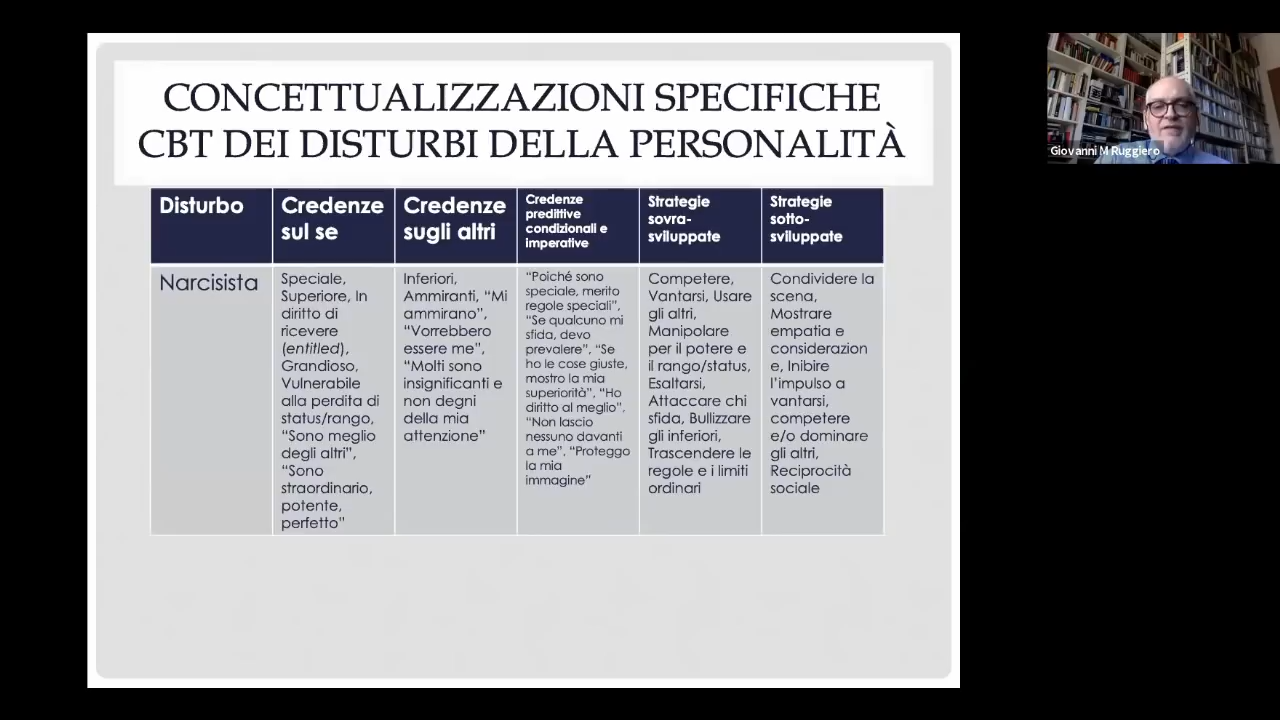 CONCETTUALIZZAZIONI SPECIFICHE
CBT DEI DISTURBI DELLA PERSONALITÀ
Disturbo
Credenze
sul se
Credenze
sugli altri
Credenze
predittive
condizionali e
imperative
Strategie
sovra-
sviluppate
Strategie
sotto-
sviluppate
Narcisista
Speciale,
Superiore, In
diritto di
ricevere
(entitled),
Grandioso,
Vulnerabile
alla perdita di
status/rango,
“Sono meglio
degli altri”,
“Sono
straordinario,
potente,
perfetto”
Inferiori,
Ammiranti, “Mi
ammirano”,
“Vorrebbero
essere me”,
“Molti sono
insignificanti e
non degni
della mia
attenzione”
“Poiché sono
speciale, merito
regole speciali”,
“Se qualcuno mi
sfida, devo
prevalere”, “Se
ho le cose giuste,
mostro la mia
superiorità”, “Ho
diritto al meglio”,
“Non lascio
nessuno davanti
a me”, “Proteggo
la mia
immagine”
Competere,
Vantarsi, Usare
gli altri,
Manipolare
per il potere e
il rango/status,
Esaltarsi,
Attaccare chi
sfida, Bullizzare
gli inferiori,
Trascendere le
regole e i limiti
ordinari
Condividere la
scena,
Mostrare
empatia e
considerazion
e, Inibire
l’impulso a
vantarsi,
competere
e/o dominare
gli altri,
Reciprocità
sociale
Giovanni M Ruggiero